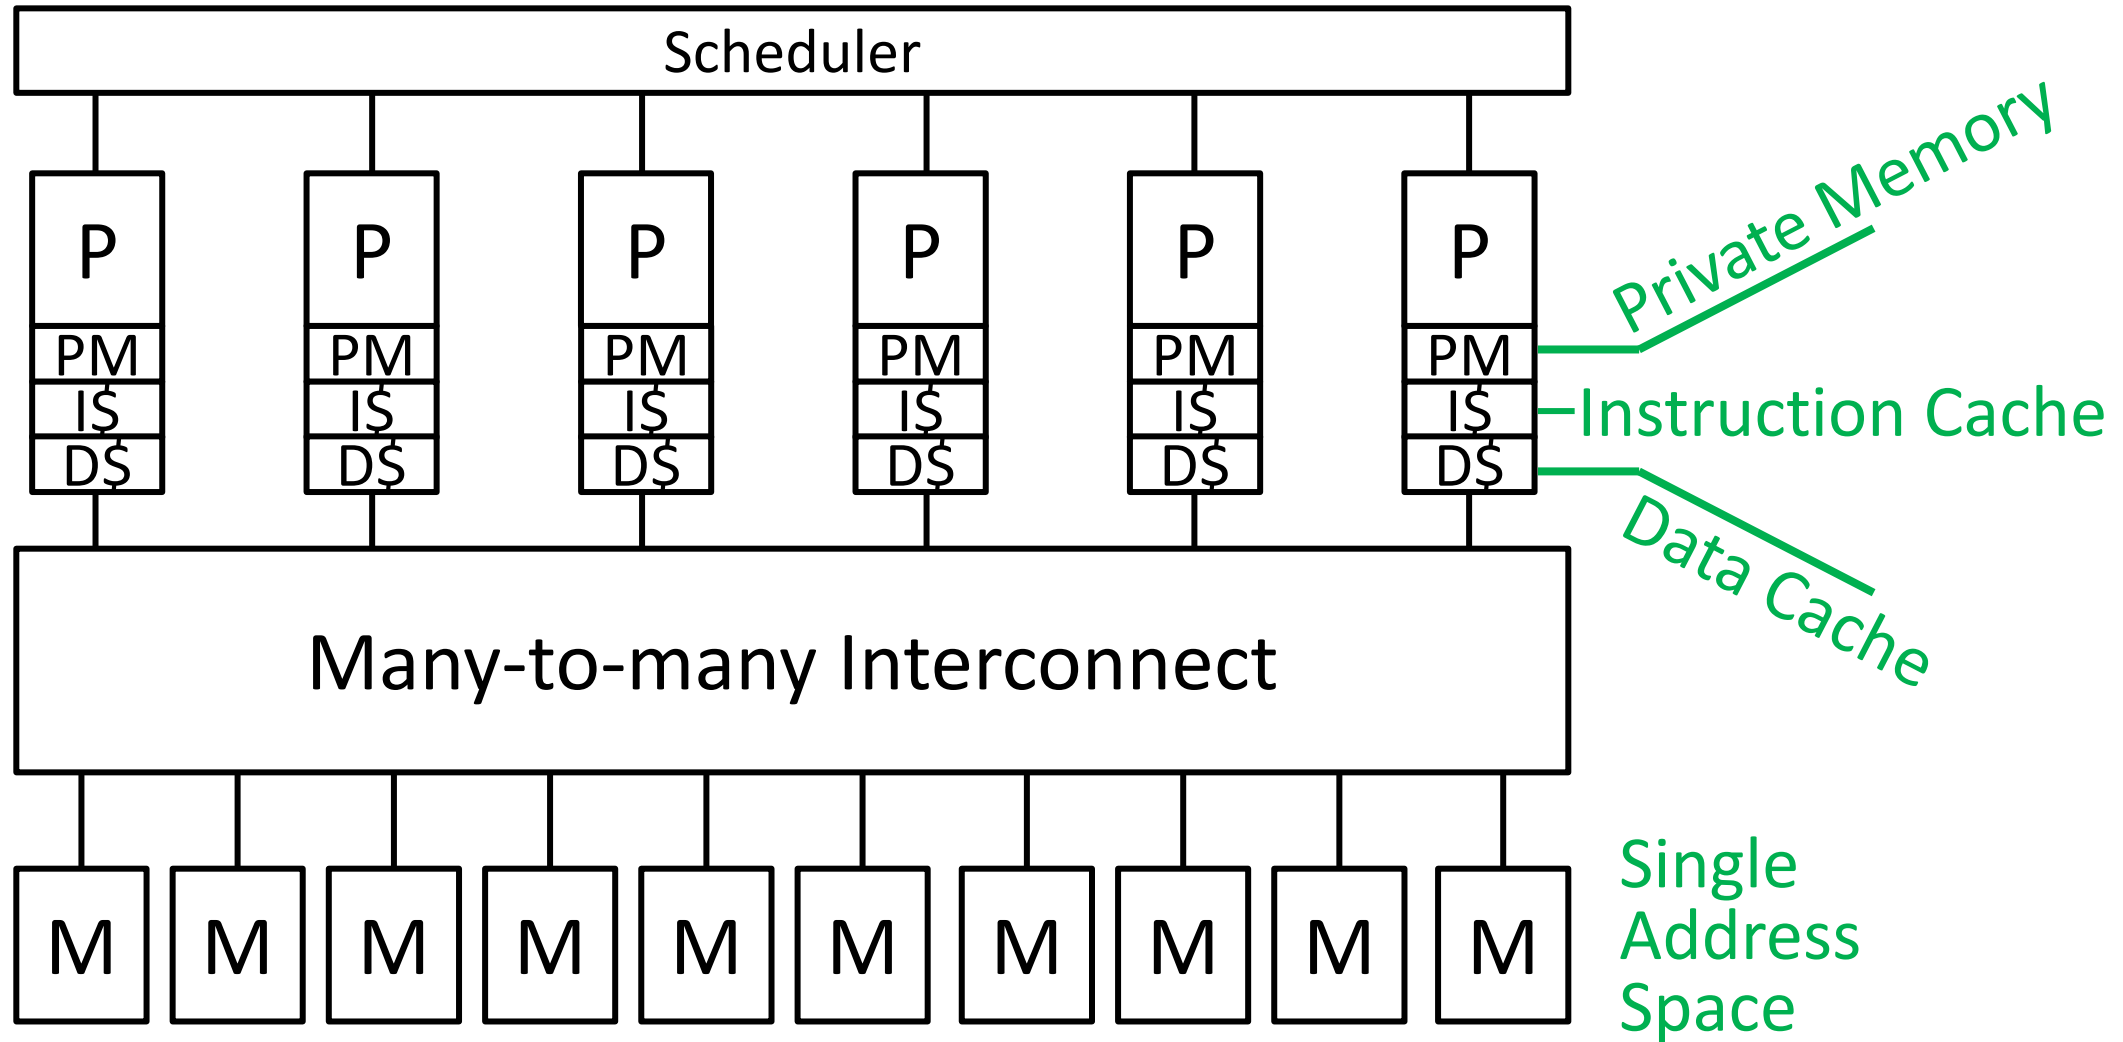 Scheduler
P P P P P P
Private Memory
PM PM PM PM PM PM
I$ I$ I$ I$ I$ I$
Instruction Cache
D$ D$ D$ D$ D$ D$
Data Cache
Many-to-many Interconnect
M M M M M M M M M M
Single
Address
Space